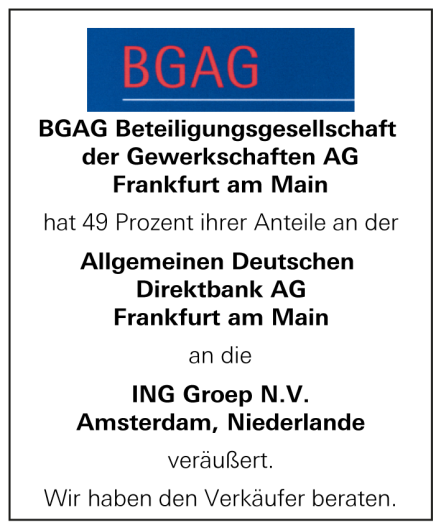 BGAG
BGAG Beteiligungsgesellschaft
der Gewerkschaften AG
Frankfurt am Main
hat 49 Prozent ihrer Anteile an der
Allgemeinen Deutschen
Direktbank AG
Frankfurt am Main
an die
ING Groep N.V.
Amsterdam, Niederlande
veräußert.
Wir haben den Verkäufer beraten.